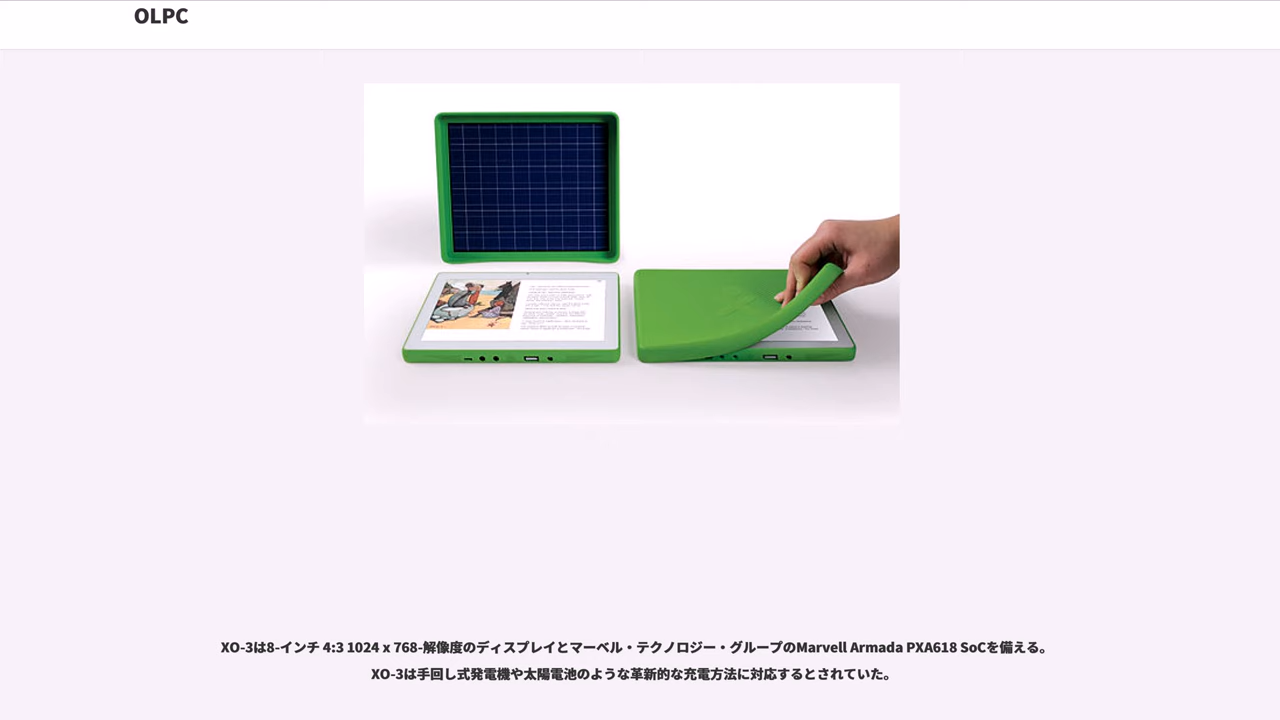 OLPC
XO-3は8-インチ 4:3 1024 x 768-解像度のディスプレイとマーベル・テクノロジー・グループのMarvell Armada PXA618 SoCを備える。
XO-3は手回し式発電機や太陽電池のような革新的な充電方法に対応するとされていた。